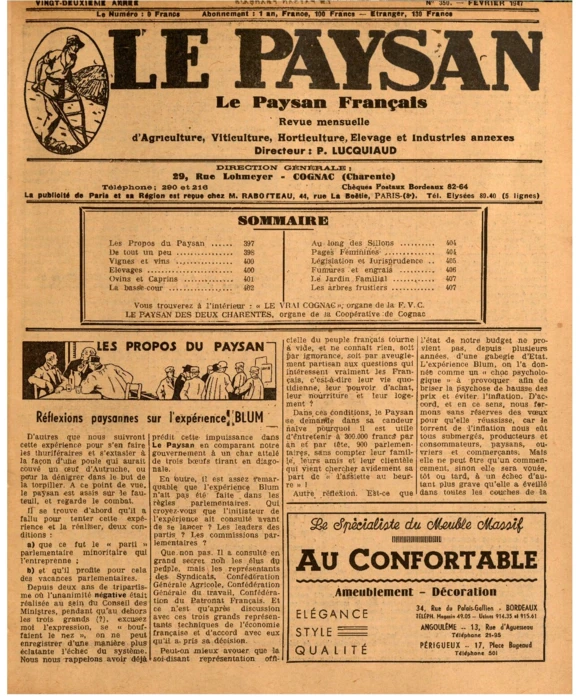 VINGT-DEUXIÈME ANNÉE
FÉVRIER 1947
Le Numéro : 9 Francs Abonnement : 1 an, France, 100 Francs — Etranger, 130 Francs
LE PAYSAN
Le Paysan Français
Revue mensuelle
d'Agriculture, Viticulture, Horticulture, Elevage et Industries annexes
Directeur : P. LUCQUIAUD
DIRECTION GÉNÉRALE :
29, Rue Lohmeyer - COGNAC (Charente)
Téléphone : 290 et 216 Chèques Postaux Bordeaux 82-64
La publicité de Paris et sa Région est reçue chez M. RABOTTEAU, 44, rue La Boëtie, PARIS-(8e). Tél. Elysées 89.40 (5 lignes)
SOMMAIRE
Les Propos du Paysan ...... 397
De tout un peu ............ 398
Vignes et vins ............ 400
Elevages .................. 400
Ovins et Caprins .......... 401
La basse-cour ............. 402
Au long des Sillons ......... 404
Pages Féminines ............. 404
Législation et Jurisprudence .. 405
Fumures et engrais .......... 406
Le Jardin Familial .......... 407
Les arbres fruitiers ........ 407
Vous trouverez à l'intérieur : « LE VRAI COGNAC », organe de la F.V.C.
LE PAYSAN DES DEUX CHARENTES, organe de la Coopérative de Cognac
LES PROPOS DU PAYSAN
Réflexions paysannes sur l'expérience BLUM
D'autres que nous suivront
cette expérience pour s'en faire
les thuriféraires et s'extasier à
la façon d'une poule qui aurait
couvé un œuf d'Autruche, ou
pour la dénigrer dans le but de
la torpiller. A ce point de vue,
le paysan est assis sur le fau-
teuil, et regarde le combat.
Il se trouve d'abord qu'il a
fallu pour tenter cette expé-
rience et la réaliser, deux condi-
tions :
a) que ce fut le « parti »
parlementaire minoritaire qui
l'entreprenne ;
b) et qu'il profite pour cela
des vacances parlementaires.
Depuis deux ans de tripartis-
me où l'unanimité négative était
réalisée au sein du Conseil des
Ministres, pendant qu'au dehors
les trois grands (?), excusez
moi l'expression, se « bouf-
faient le nez », on ne peut
enregistrer d'une manière plus
éclatante l'échec du système.
Nous nous rappelons avoir déjà
prédit cette impuissance dans
Le Paysan en comparant notre
gouvernement à un char attelé
de trois bœufs tirant en diago-
nale.
En outre, il est assez remar-
quable que l'expérience Blum
n'ait pas été faite dans les
règles parlementaires. Qui
croyez-vous que l'initiateur de
l'expérience ait consulté avant
de se lancer ? Les leaders des
partis ? Les commissions par-
lementaires ?
Que non pas. Il a consulté en
grand secret non les élus du
peuple, mais les représentants
des Syndicats, Confédération
Générale Agricole, Confédération
Générale du travail, Confédéra-
tion du Patronat Français. Et
ce n'est qu'après discussion
avec ces trois grands représen-
tants techniques de l'économie
française et d'accord avec eux
qu'il a pris sa décision.
Peut-on mieux avouer que la
soi-disant représentation offi-
cielle du peuple français tourne
à vide, et ne connaît rien, soit
par ignorance, soit par aveugle-
ment partisan aux questions qui
intéressent vraiments les Fran-
çais, c'est-à-dire leur vie quo-
tidienne, leur pouvoir d'achat,
leur nourriture et leur loge-
ment ?
Dans ces conditions, le Paysan
se demande dans sa candeur
naïve pourquoi il est utile
d'entretenir à 300.000 francs par
an et par tête, 900 parlemen-
taires, sans compter leur famil-
le, leurs amis et leur clientèle
qui vient chercher avidement sa
part de « l'assiette au beur-
re » !
Autre réflexion. Est-ce que
l'état de notre budget ne pro-
vient pas, depuis plusieurs
années, d'une gabegie d'Etat.
L'expérience Blum, on l'a don-
née comme un « choc psycholo-
gique » à provoquer afin de
briser la psychose de hausse des
prix et éviter l'inflation. D'ac-
cord, et en ce sens, nous for-
mons sans réserves des vœux
pour qu'elle réussisse, car le
torrent de l'inflation nous eût
tous submergés, producteurs et
consommateurs, paysans, ou-
vriers et commerçants. Mais
elle ne peut être qu'un commen-
cement, sinon elle sera vouée,
tôt ou tard, à un échec d'au-
tant plus grave qu'elle a éveillé
dans toutes les couches de la
Le Spécialiste du Meuble Massif
AU CONFORTABLE
Ameublement - Décoration
ELÉGANCE
STYLE
QUALITÉ
34, Rue du Palais-Gallien - BORDEAUX
TÉLÉPH. Magasin 49.05 - Usines 914.35 et 915.61
ANGOULÊME - 13, Rue d'Aguesseau
Téléphone 21-95
PÉRIGUEUX - 17, Place Bugeaud
Téléphone 501